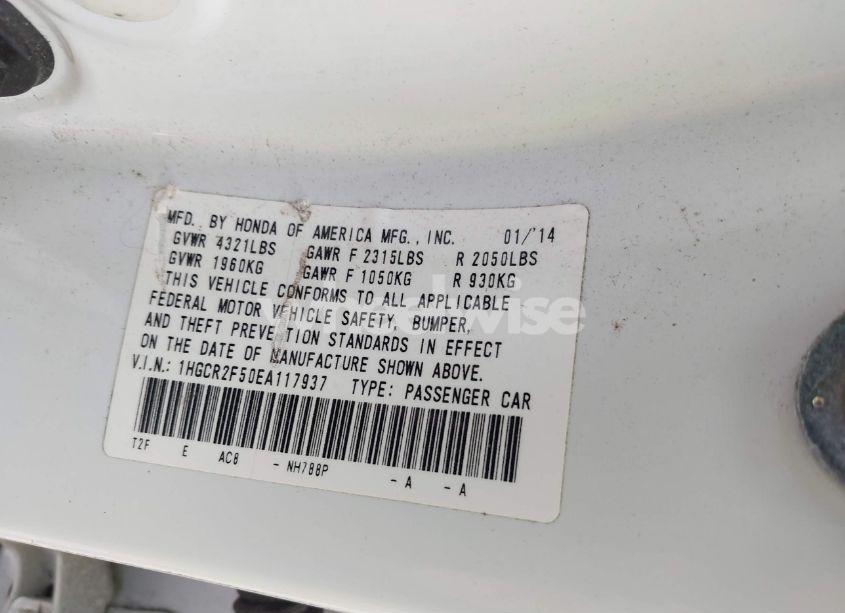 MFD. BY HONDA OF AMERICA MFG., INC. 01/'14
GVWR 4321LBS GAWR F 2315LBS R 2050LBS
GVWR 1960KG GAWR F 1050KG R 930KG
THIS VEHICLE CONFORMS TO ALL APPLICABLE
FEDERAL MOTOR VEHICLE SAFETY, BUMPER,
AND THEFT PREVENTION STANDARDS IN EFFECT
ON THE DATE OF MANUFACTURE SHOWN ABOVE.
V.I.N.: 1HGCR2F50EA117937 TYPE: PASSENGER CAR
T2F E AC8 - NH788P - A - A